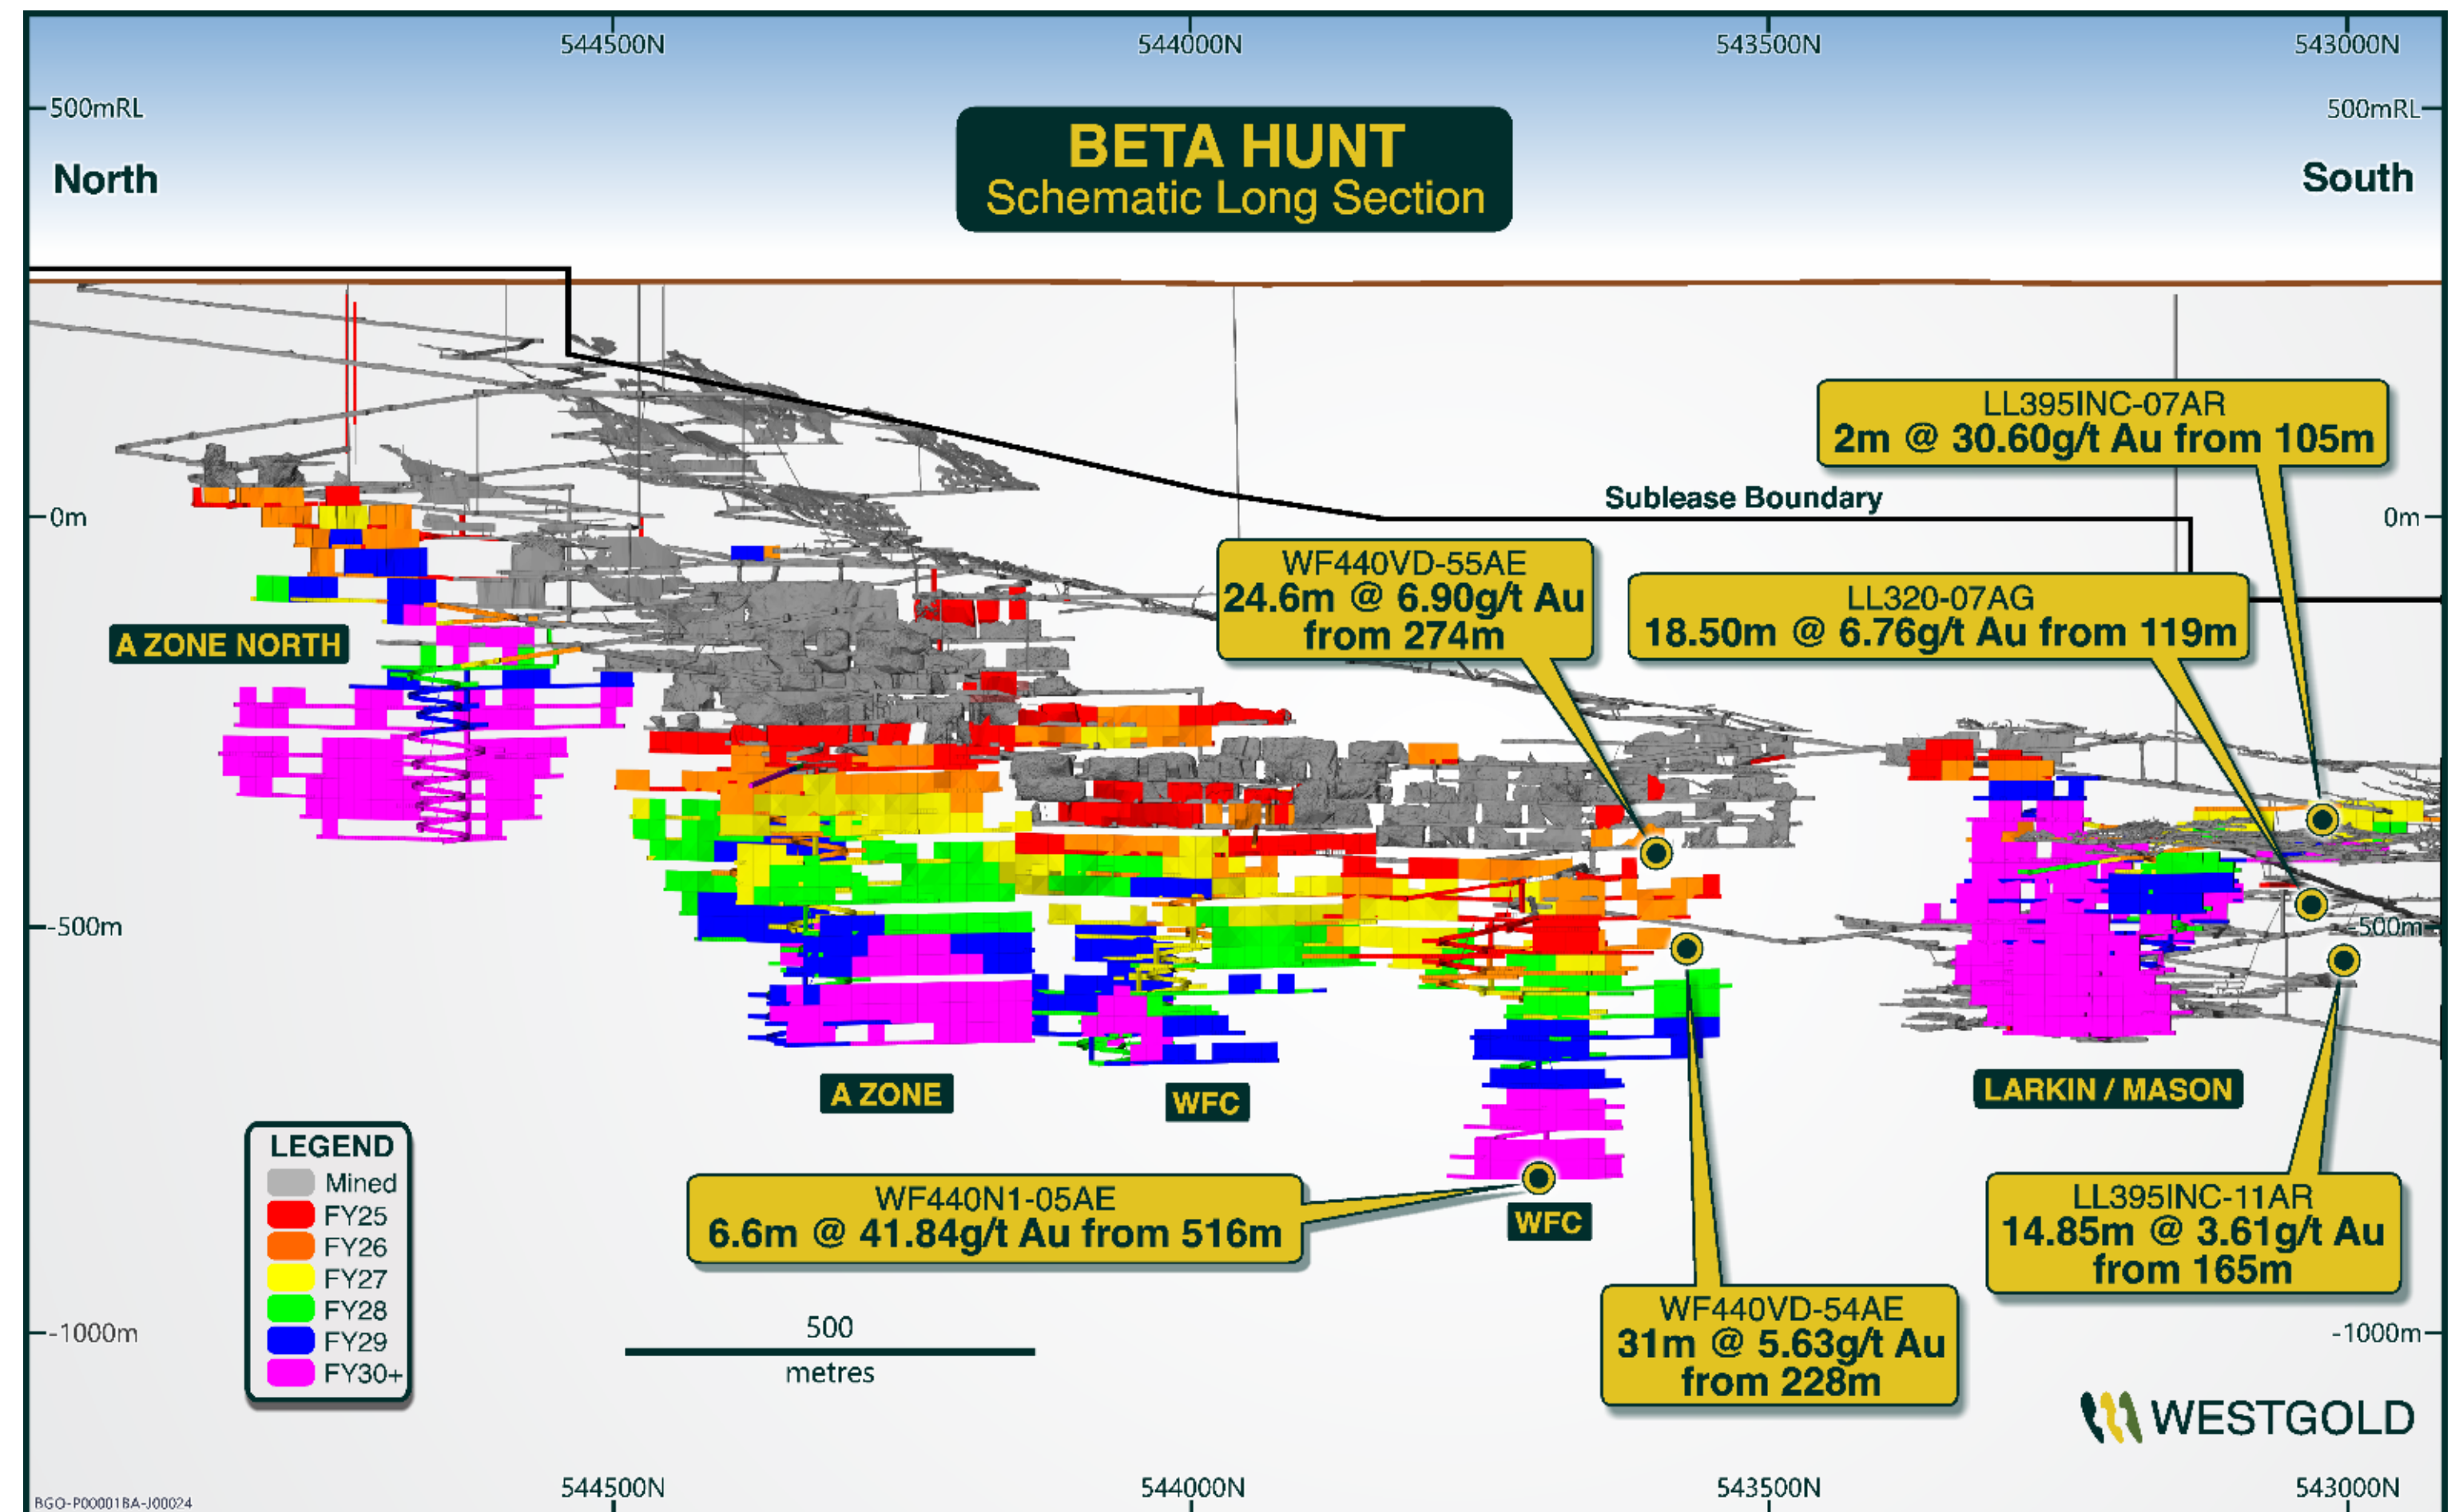 544500N
544000N
543500N
543000N
500mRL
500mRL
North
BETA HUNT
South
Schematic Long Section
LL395INC-07AR
2m @ 30.60g/t Au from 105m
Sublease Boundary
0m
0m
WF440VD-55AE
24.6m @ 6.90g/t Au
from 274m
LL320-07AG
18.50m @ 6.76g/t Au from 119m
A ZONE NORTH
-500m
-500m
A ZONE
WFC
LARKIN / MASON
LEGEND
Mined
FY25
FY26
FY27
FY28
FY29
FY30+
WF440N1-05AE
6.6m @ 41.84g/t Au from 516m
WFC
LL395INC-11AR
14.85m @ 3.61g/t Au
from 165m
WF440VD-54AE
31m @ 5.63g/t Au
from 228m
-1000m
-1000m
500
metres
WESTGOLD
544500N
544000N
543500N
543000N
BGO-P00001BA-J00024